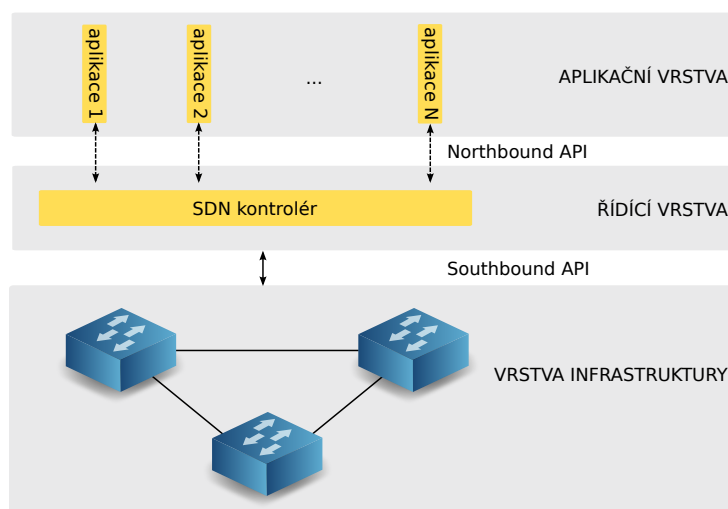 aplikace 1
aplikace 2
...
aplikace N
APLIKAČNÍ VRSTVA
Northbound API
SDN kontrolér
ŘÍDÍCÍ VRSTVA
Southbound API
VRSTVA INFRASTRUKTURY